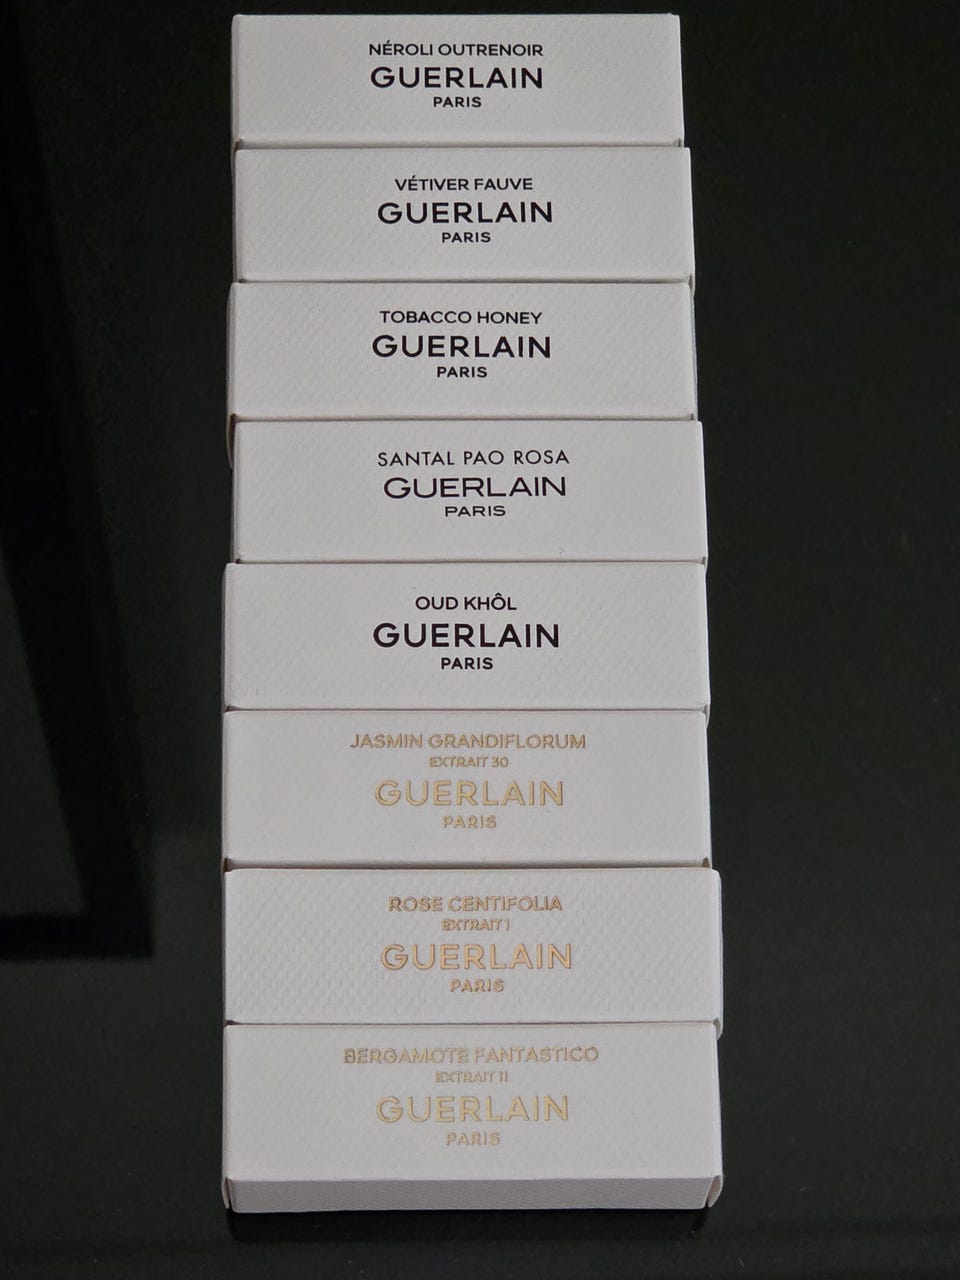 NÉROLI OUTRENOIR
GUERLAIN
PARIS
VÉTIVER FAUVE
GUERLAIN
PARIS
TOBACCO HONEY
GUERLAIN
PARIS
SANTAL PAO ROSA
GUERLAIN
PARIS
OUD KHÔL
GUERLAIN
PARIS
JASMIN GRANDIFLORUM
EXTRAIT 30
GUERLAIN
PARIS
ROSE CENTIFOLIA
EXTRAIT 1
GUERLAIN
PARIS
BERGAMOTE FANTASTICO
EXTRAIT 11
GUERLAIN
PARIS